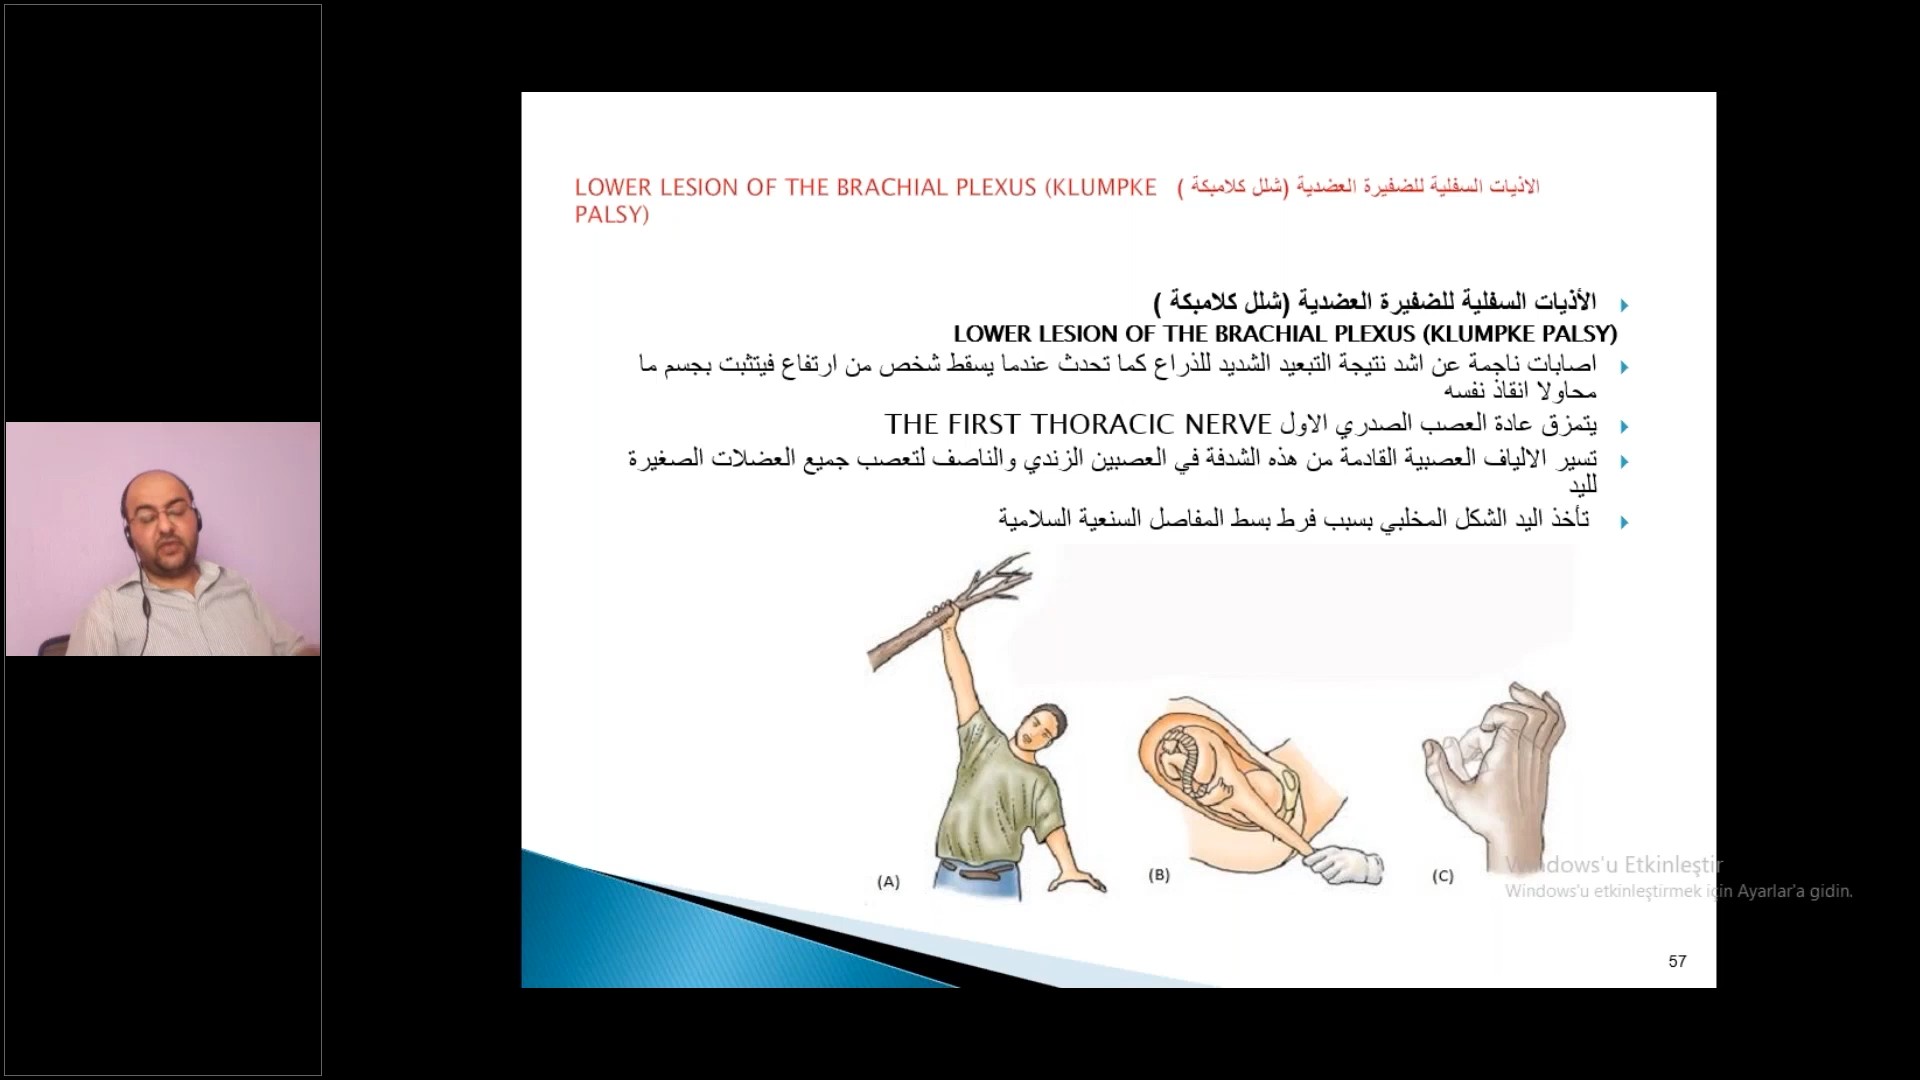 LOWER LESION OF THE BRACHIAL PLEXUS (KLUMPKE الاذيات السفلية للضفيرة العضدية (شلل كلامبكة )
PALSY)
الأذيات السفلية للضفيرة العضدية (شلل كلامبكة )
LOWER LESION OF THE BRACHIAL PLEXUS (KLUMPKE PALSY)
اصابات ناجمة عن اشد نتيجة التبعيد الشديد للذراع كما تحدث عندما يسقط شخص من ارتفاع فيتثبت بجسم ما
محاولا انقاذ نفسه
يتمزق عادة العصب الصدري الاول THE FIRST THORACIC NERVE
تسير الالياف العصبية القادمة من هذه الشدفة في العصبين الزندي والناصف لتعصب جميع العضلات الصغيرة
لليد
تأخذ اليد الشكل المخلبي بسبب فرط بسط المفاصل السنعية السلامية
(A)
(B)
(C)
Windows'u Etkinleştir
Windows'u etkinleştirmek için Ayarlar'a gidin.
57